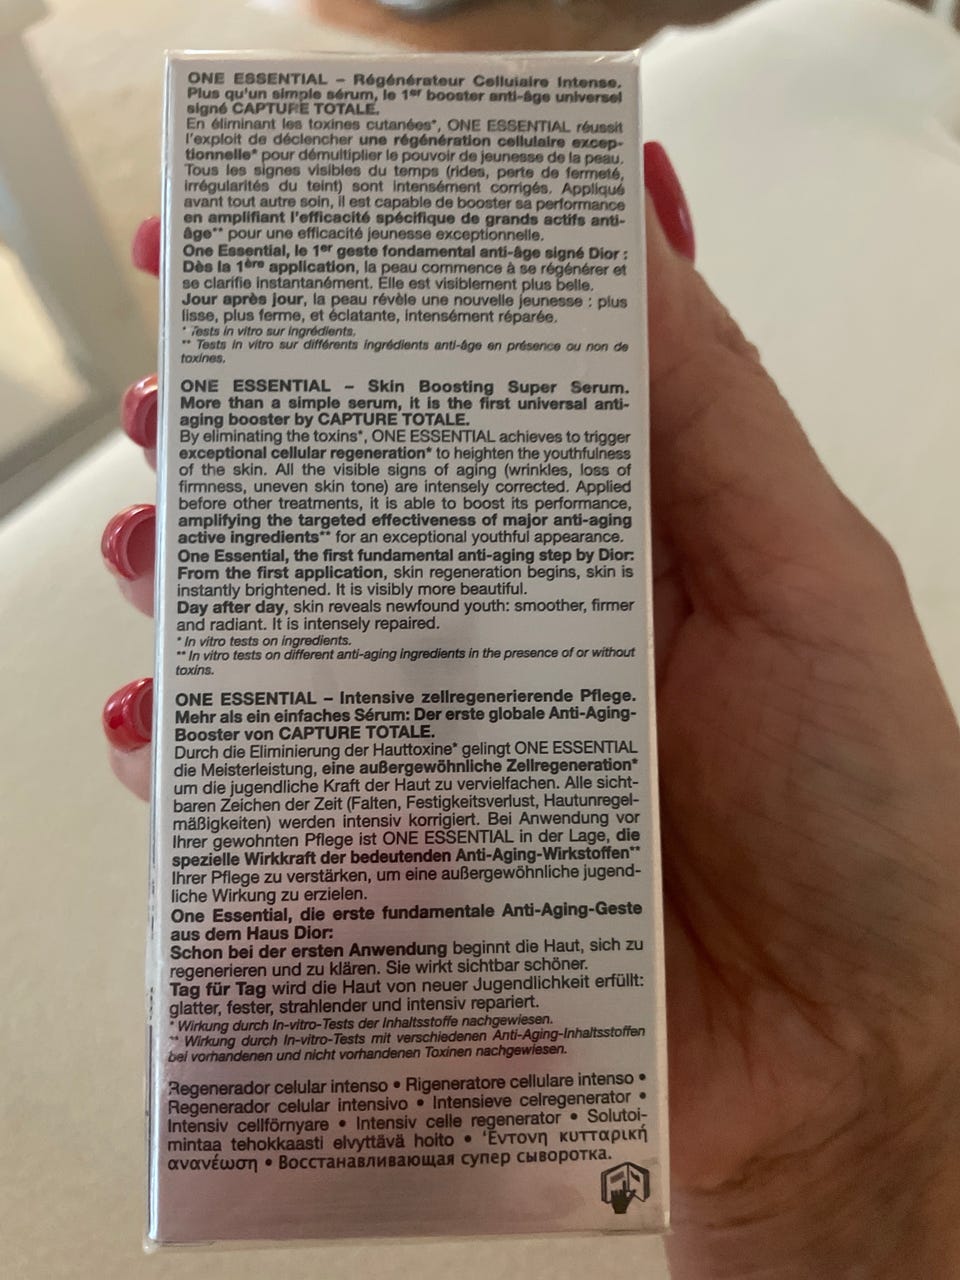 ONE ESSENTIAL – Régénérateur Cellulaire Intense.
Plus qu'un simple sérum, le 1er booster anti-âge universel
signé CAPTURE TOTALE.
En éliminant les toxines cutanées*, ONE ESSENTIAL réussit
l'exploit de déclencher une régénération cellulaire excep-
tionnelle* pour démultiplier le pouvoir de jeunesse de la peau.
Tous les signes visibles du temps (rides, perte de fermeté,
irrégularités du teint) sont intensément corrigés. Appliqué
avant tout autre soin, il est capable de booster sa performance
en amplifiant l'efficacité spécifique de grands actifs anti-
âge** pour une efficacité jeunesse exceptionnelle.
One Essential, le 1er geste fondamental anti-âge signé Dior :
Dès la 1ère application, la peau commence à se régénérer et
se clarifie instantanément. Elle est visiblement plus belle.
Jour après jour, la peau révèle une nouvelle jeunesse : plus
lisse, plus ferme, et éclatante, intensément réparée.
* Tests in vitro sur ingrédients.
** Tests in vitro sur différents ingrédients anti-âge en présence ou non de
toxines.
ONE ESSENTIAL – Skin Boosting Super Serum.
More than a simple serum, it is the first universal anti-
aging booster by CAPTURE TOTALE.
By eliminating the toxins*, ONE ESSENTIAL achieves to trigger
exceptional cellular regeneration* to heighten the youthfulness
of the skin. All the visible signs of aging (wrinkles, loss of
firmness, uneven skin tone) are intensely corrected. Applied
before other treatments, it is able to boost its performance,
amplifying the targeted effectiveness of major anti-aging
active ingredients** for an exceptional youthful appearance.
One Essential, the first fundamental anti-aging step by Dior:
From the first application, skin regeneration begins, skin is
instantly brightened. It is visibly more beautiful.
Day after day, skin reveals newfound youth: smoother, firmer
and radiant. It is intensely repaired.
* In vitro tests on ingredients.
** In vitro tests on different anti-aging ingredients in the presence of or without
toxins.
ONE ESSENTIAL – Intensive zellregenerierende Pflege.
Mehr als ein einfaches Sérum: Der erste globale Anti-Aging-
Booster von CAPTURE TOTALE.
Durch die Eliminierung der Hauttoxine* gelingt ONE ESSENTIAL
die Meisterleistung, eine außergewöhnliche Zellregeneration*
um die jugendliche Kraft der Haut zu vervielfachen. Alle sicht-
baren Zeichen der Zeit (Falten, Festigkeitsverlust, Hautunregel-
mäßigkeiten) werden intensiv korrigiert. Bei Anwendung vor
Ihrer gewohnten Pflege ist ONE ESSENTIAL in der Lage, die
spezielle Wirkkraft der bedeutenden Anti-Aging-Wirkstoffen**
Ihrer Pflege zu verstärken, um eine außergewöhnliche jugend-
liche Wirkung zu erzielen.
One Essential, die erste fundamentale Anti-Aging-Geste
aus dem Haus Dior:
Schon bei der ersten Anwendung beginnt die Haut, sich zu
regenerieren und zu klären. Sie wirkt sichtbar schöner.
Tag für Tag wird die Haut von neuer Jugendlichkeit erfüllt:
glatter, fester, strahlender und intensiv repariert.
* Wirkung durch In-vitro-Tests der Inhaltsstoffe nachgewiesen.
** Wirkung durch In-vitro-Tests mit verschiedenen Anti-Aging-Inhaltsstoffen
bei vorhandenen und nicht vorhandenen Toxinen nachgewiesen.
Regenerador celular intenso • Rigeneratore cellulare intenso •
Regenerador celular intensivo • Intensieve celregenerator •
Intensiv cellförnyare • Intensiv celle regenerator • Solutoi-
mintaa tehokkaasti elvyttävä hoito • Έντονη κυτταρική
ανανέωση • Восстанавливающая супер сыворотка.